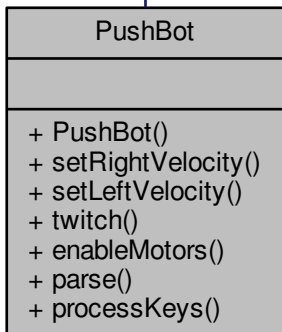 PushBot
+ PushBot()
+ setRightVelocity()
+ setLeftVelocity()
+ twitch()
+ enableMotors()
+ parse()
+ processKeys()